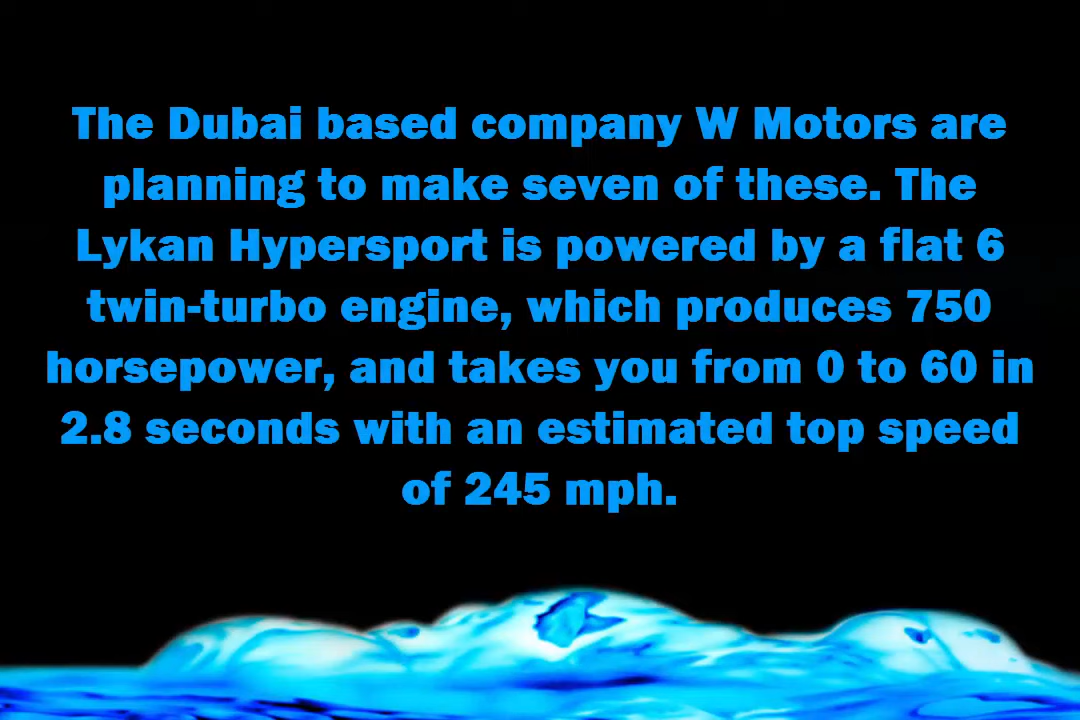 The Dubai based company W Motors are
planning to make seven of these. The
Lykan Hypersport is powered by a flat 6
twin-turbo engine, which produces 750
horsepower, and takes you from 0 to 60 in
2.8 seconds with an estimated top speed
of 245 mph.